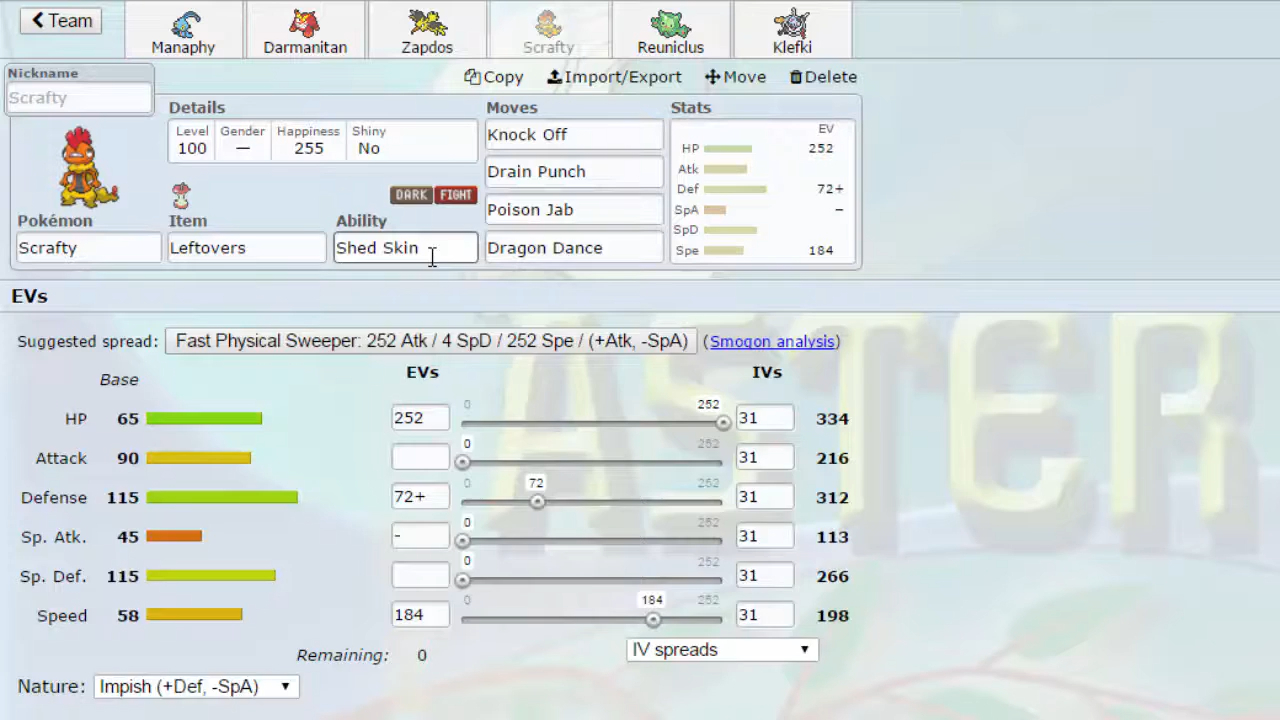 Team
Manaphy
Darmanitan
Zapdos
Scrafty
Reuniclus
Klefki
Copy
Import/Export
Move
Delete
Nickname
Scrafty
Details
Level
Gender
Happiness
Shiny
100
—
255
No
DARK
FIGHT
Pokémon
Item
Ability
Scrafty
Leftovers
Shed Skin
Moves
Knock Off
Drain Punch
Poison Jab
Dragon Dance
Stats
EV
HP 252
Atk
Def 72+
SpA –
SpD
Spe 184
EVs
Suggested spread: Fast Physical Sweeper: 252 Atk / 4 SpD / 252 Spe / (+Atk, -SpA) (Smogon analysis)
Base EVs IVs
HP 65 252 0 252 31 334
Attack 90 0 252 31 216
Defense 115 72+ 0 72 252 31 312
Sp. Atk. 45 - 0 252 31 113
Sp. Def. 115 0 252 31 266
Speed 58 184 0 184 252 31 198
Remaining: 0
IV spreads
Nature: Impish (+Def, -SpA)
ASTER